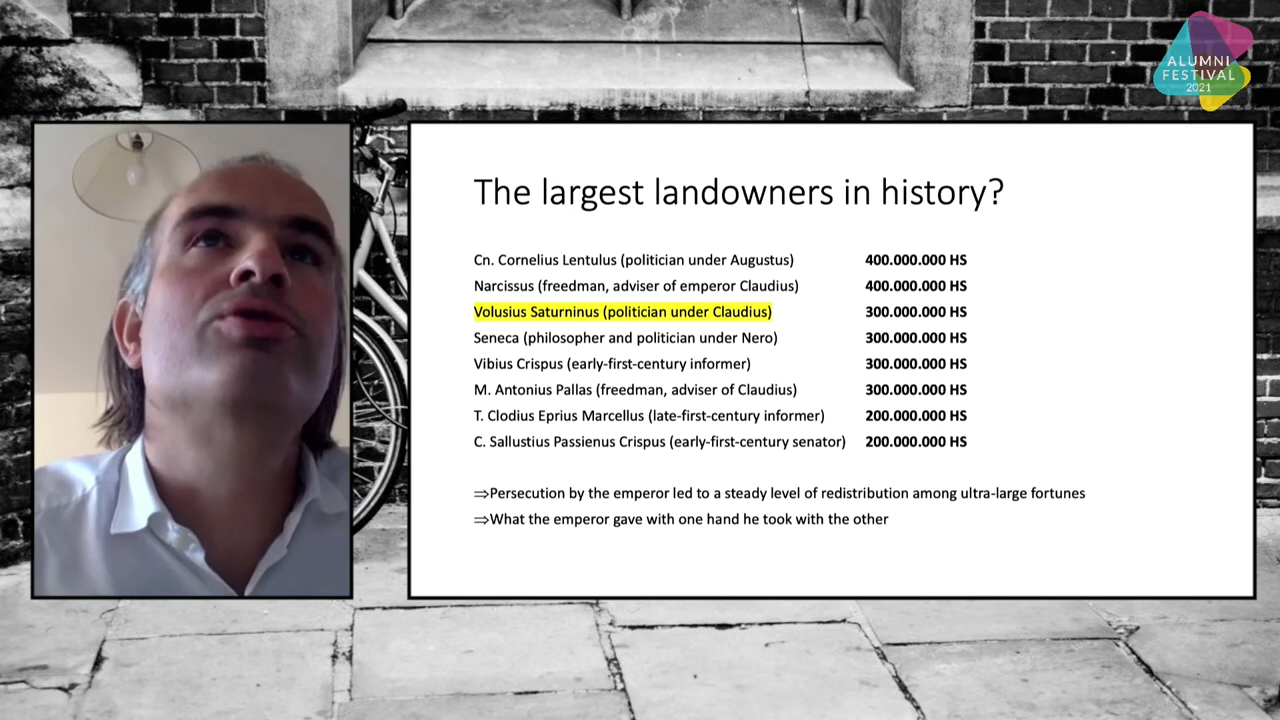 ALUMNI
FESTIVAL
2021
The largest landowners in history?
Cn. Cornelius Lentulus (politician under Augustus) 400.000.000 HS
Narcissus (freedman, adviser of emperor Claudius) 400.000.000 HS
Volusius Saturninus (politician under Claudius) 300.000.000 HS
Seneca (philosopher and politician under Nero) 300.000.000 HS
Vibius Crispus (early-first-century informer) 300.000.000 HS
M. Antonius Pallas (freedman, adviser of Claudius) 300.000.000 HS
T. Clodius Eprius Marcellus (late-first-century informer) 200.000.000 HS
C. Sallustius Passienus Crispus (early-first-century senator) 200.000.000 HS
⇒Persecution by the emperor led to a steady level of redistribution among ultra-large fortunes
⇒What the emperor gave with one hand he took with the other